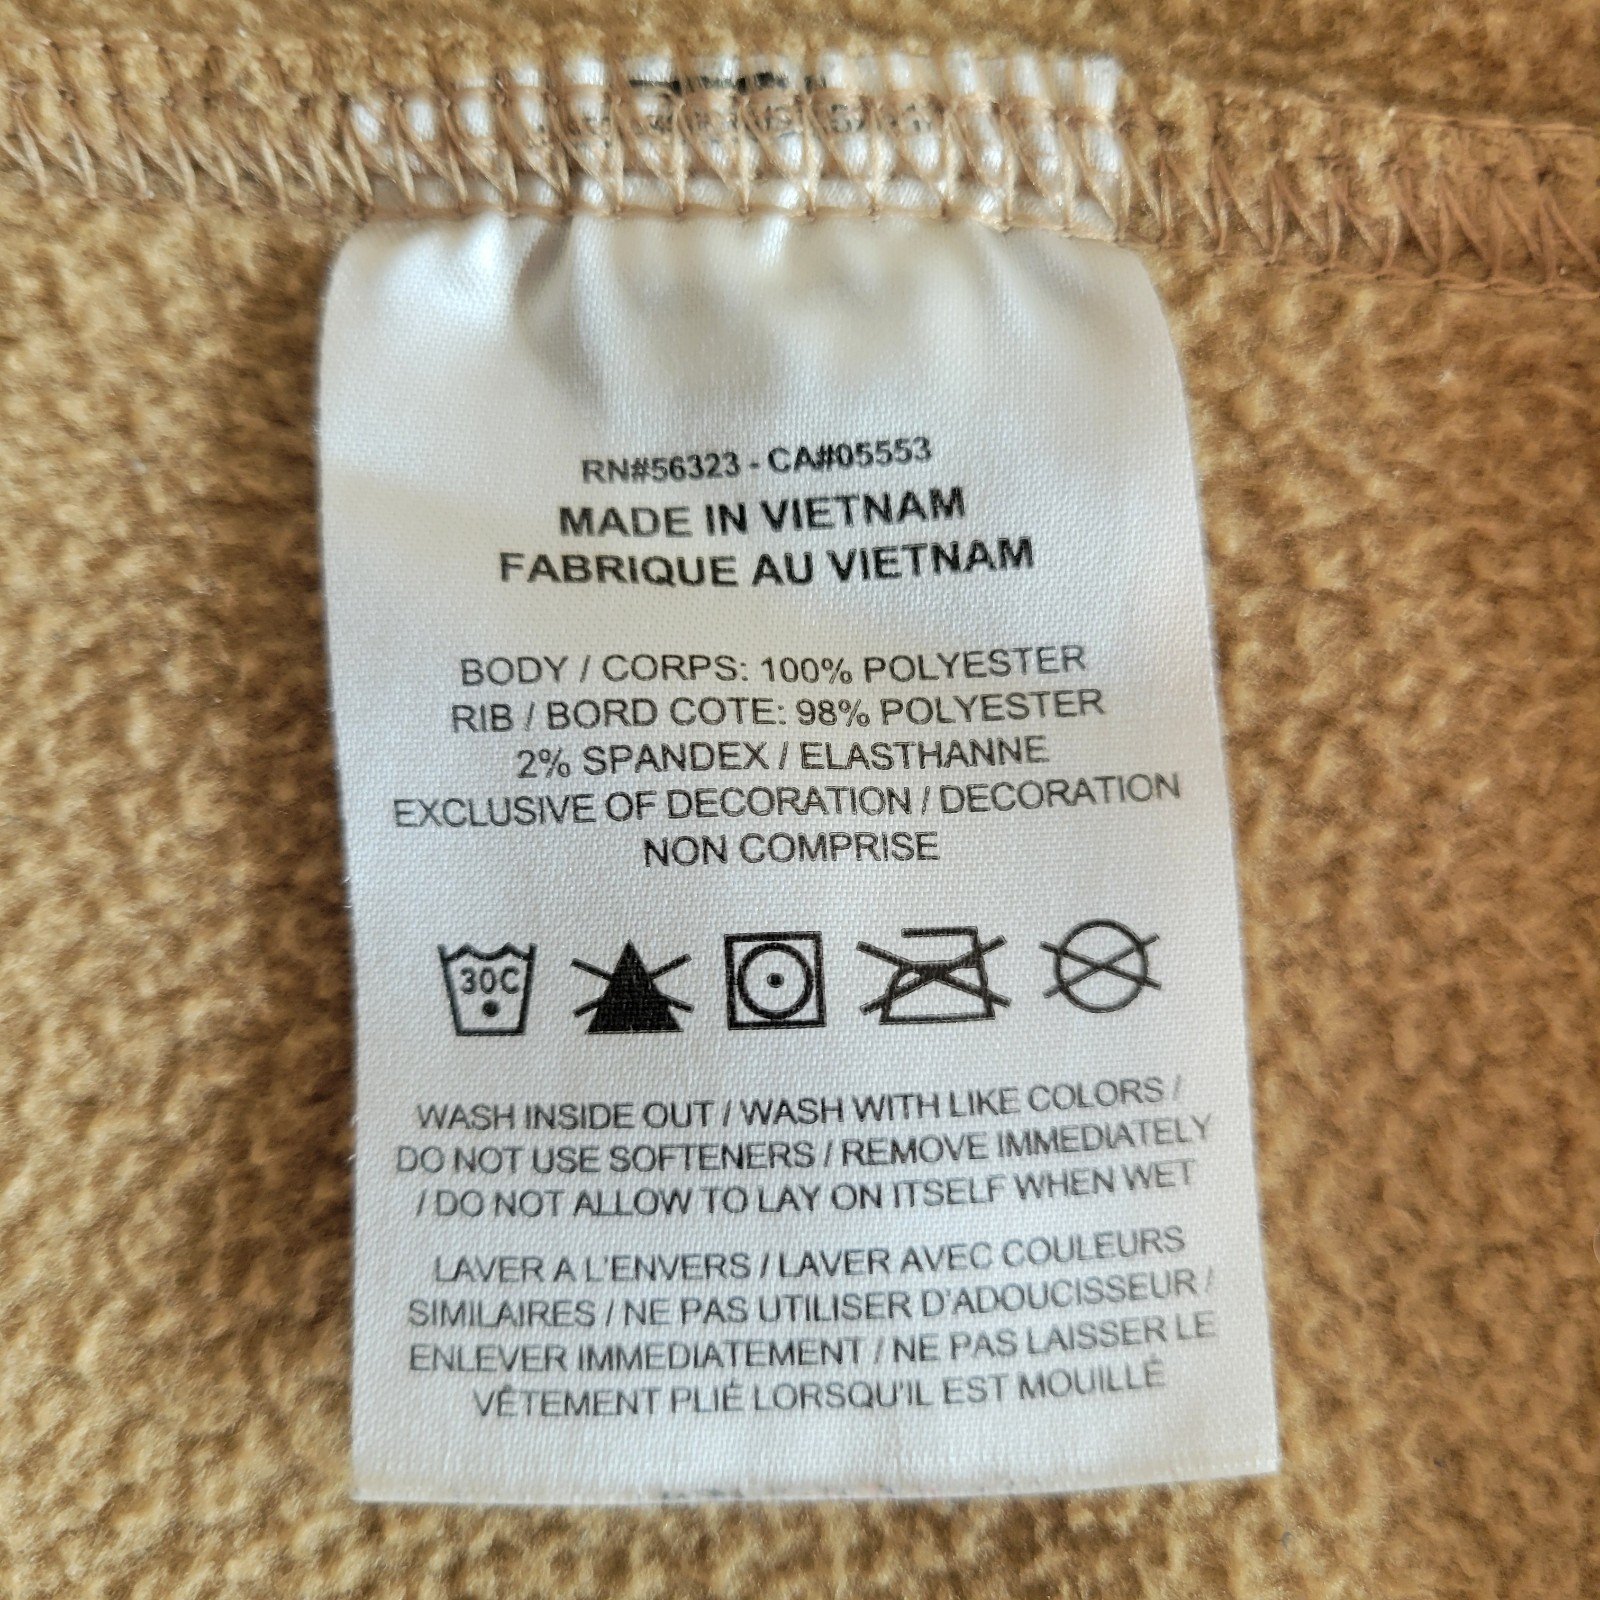 RN#56323 - CA#05553
MADE IN VIETNAM
FABRIQUE AU VIETNAM
BODY / CORPS: 100% POLYESTER
RIB / BORD COTE: 98% POLYESTER
2% SPANDEX / ELASTHANNE
EXCLUSIVE OF DECORATION / DECORATION
NON COMPRISE
30C
WASH INSIDE OUT / WASH WITH LIKE COLORS /
DO NOT USE SOFTENERS / REMOVE IMMEDIATELY
/ DO NOT ALLOW TO LAY ON ITSELF WHEN WET
LAVER A L'ENVERS / LAVER AVEC COULEURS
SIMILAIRES / NE PAS UTILISER D'ADOUCISSEUR /
ENLEVER IMMEDIATEMENT / NE PAS LAISSER LE
VÊTEMENT PLIÉ LORSQU'IL EST MOUILLÉ